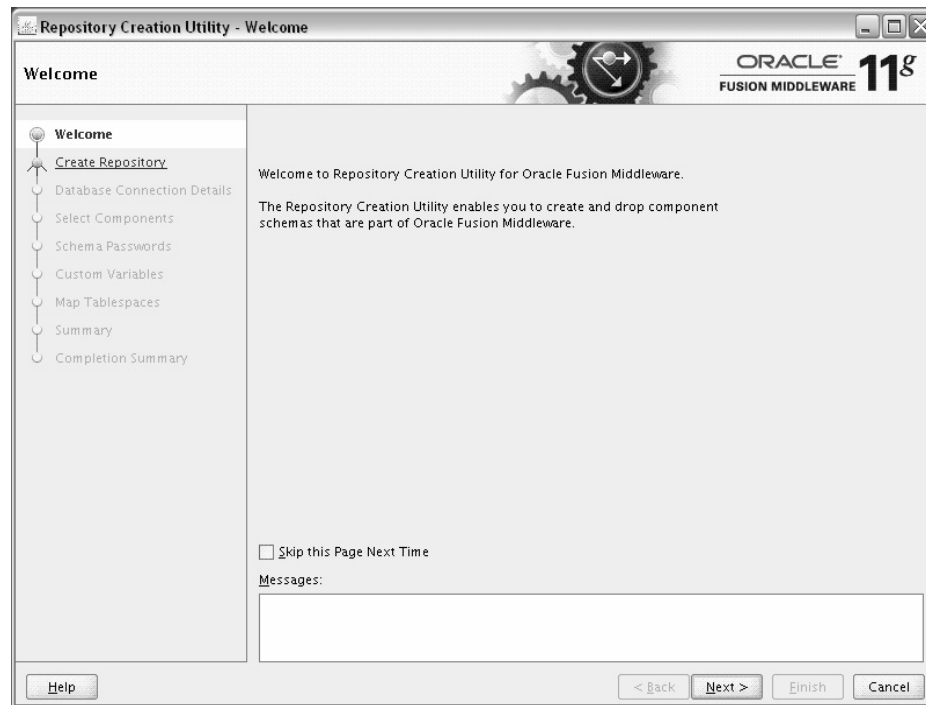 Repository Creation Utility - Welcome
Welcome
ORACLE
FUSION MIDDLEWARE
11g
Welcome
Create Repository
Database Connection Details
Select Components
Schema Passwords
Custom Variables
Map Tablespaces
Summary
Completion Summary
Welcome to Repository Creation Utility for Oracle Fusion Middleware.
The Repository Creation Utility enables you to create and drop component
schemas that are part of Oracle Fusion Middleware.
Skip this Page Next Time
Messages:
Help
< Back
Next >
Finish
Cancel